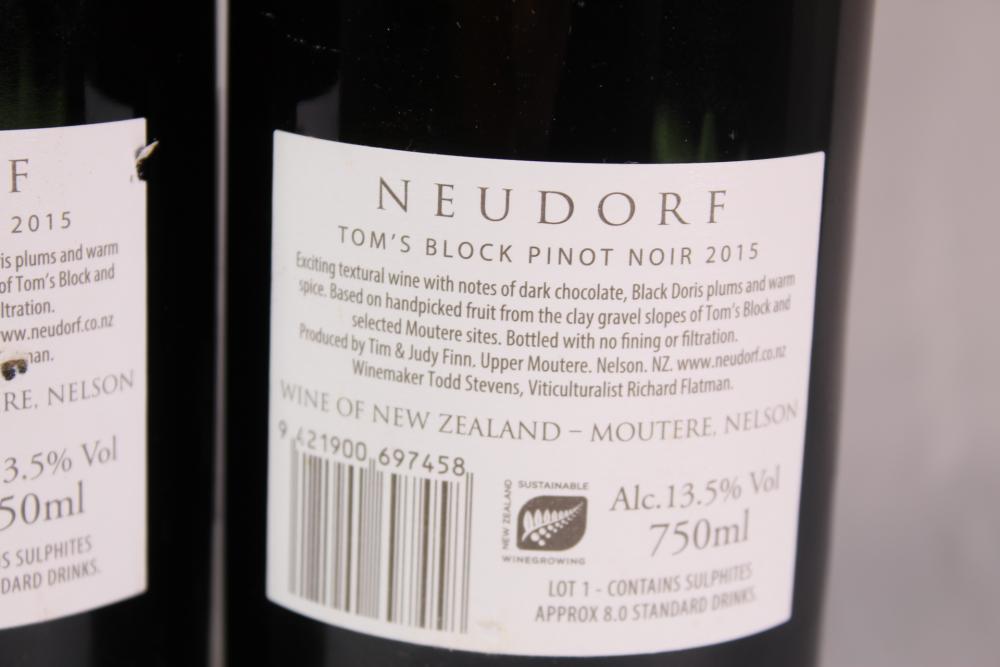 F
2015
is plums and warm
of Tom's Block and
ltration.
ww.neudorf.co.nz
man.
RE, NELSON
3.5% Vol
50ml
S SULPHITES
DARD DRINKS.
NEUDORF
TOM'S BLOCK PINOT NOIR 2015
Exciting textural wine with notes of dark chocolate, Black Doris plums and warm
spice. Based on handpicked fruit from the clay gravel slopes of Tom's Block and
selected Moutere sites. Bottled with no fining or filtration.
Produced by Tim & Judy Finn. Upper Moutere. Nelson. NZ. www.neudorf.co.nz
Winemaker Todd Stevens, Viticulturalist Richard Flatman.
WINE OF NEW ZEALAND – MOUTERE, NELSON
9 421900 697458
SUSTAINABLE
NEW ZEALAND
WINEGROWING
Alc. 13.5% Vol
750ml
LOT 1 - CONTAINS SULPHITES
APPROX 8.0 STANDARD DRINKS.